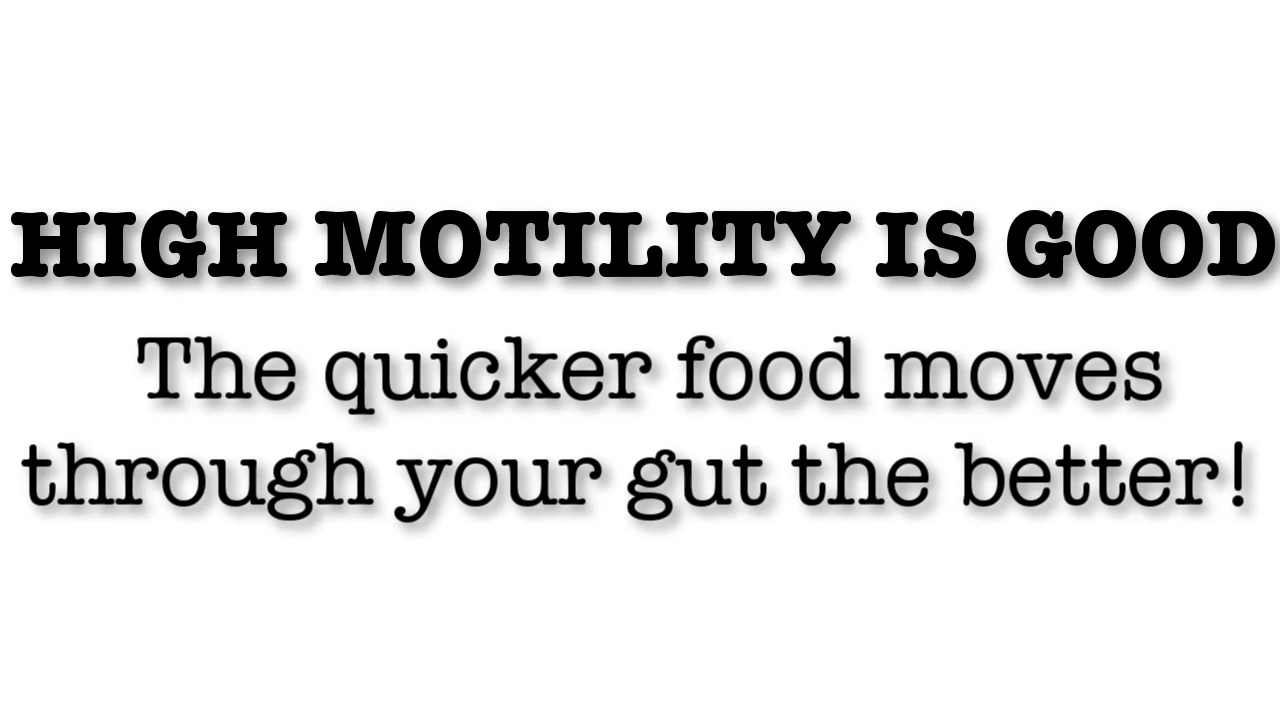 HIGH MOTILITY IS GOOD
The quicker food moves
through your gut the better!